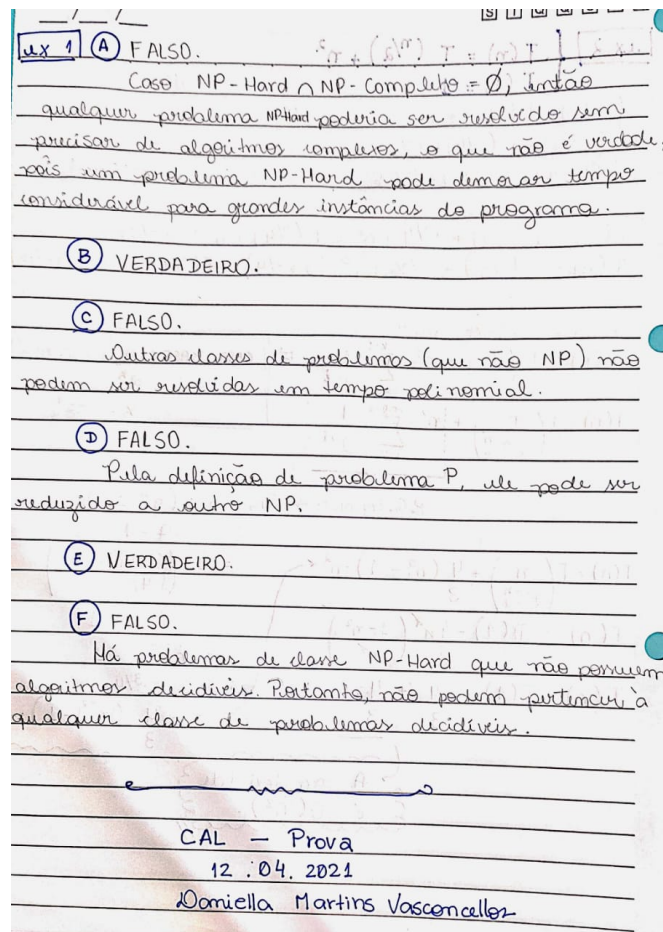 ex 1 A FALSO.
Caso NP-Hard ∩ NP-Completo = Ø, então
qualquer problema NP-Hard poderia ser resolvido sem
precisar de algoritmos complexos, o que não é verdade,
pois um problema NP-Hard pode demorar tempo
considerável para grandes instâncias do programa.
B VERDADEIRO.
C FALSO.
Outras classes de problemas (que não NP) não
podem ser resolvidas em tempo polinomial.
D FALSO.
Pela definição de problema P, ele pode ser
reduzido a outro NP.
E VERDADEIRO.
F FALSO.
Há problemas de classe NP-Hard que não possuem
algoritmos decidíveis. Portanto, não podem pertencer à
qualquer classe de problemas decidíveis.
CAL - Prova
12.04.2021
Daniella Martins Vasconcellos